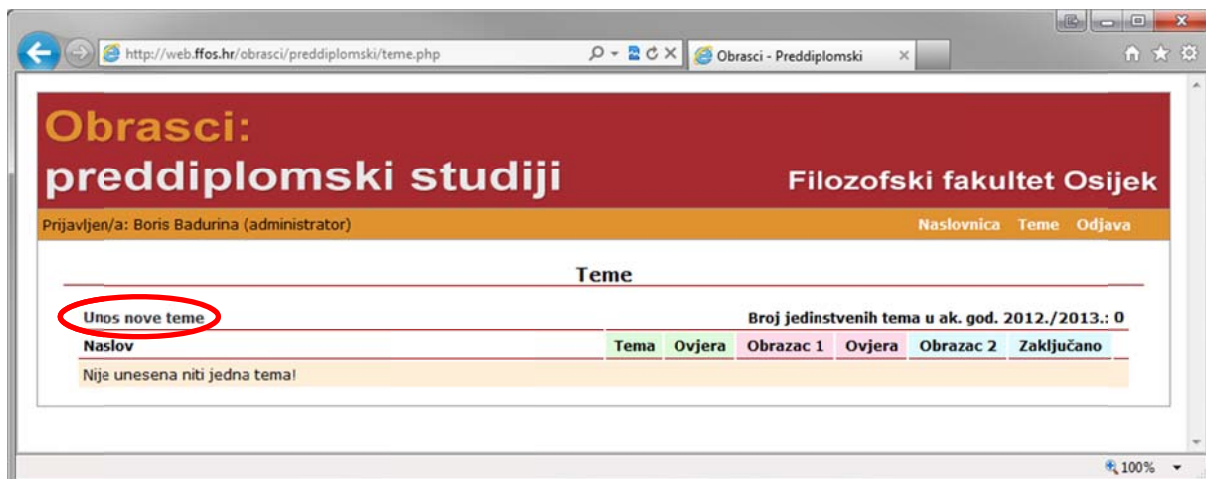 http://web.ffos.hr/obrasci/preddiplomski/teme.php
Obrasci - Preddiplomski
Obrasci:
preddiplomski studiji
Filozofski fakultet Osijek
Prijavljen/a: Boris Badurina (administrator)
Naslovnica Teme Odjava
Teme
Unos nove teme
Broj jedinstvenih tema u ak. god. 2012./2013.: 0
Naslov Tema Ovjera Obrazac 1 Ovjera Obrazac 2 Zaključano
Nije unesena niti jedna tema!
100%